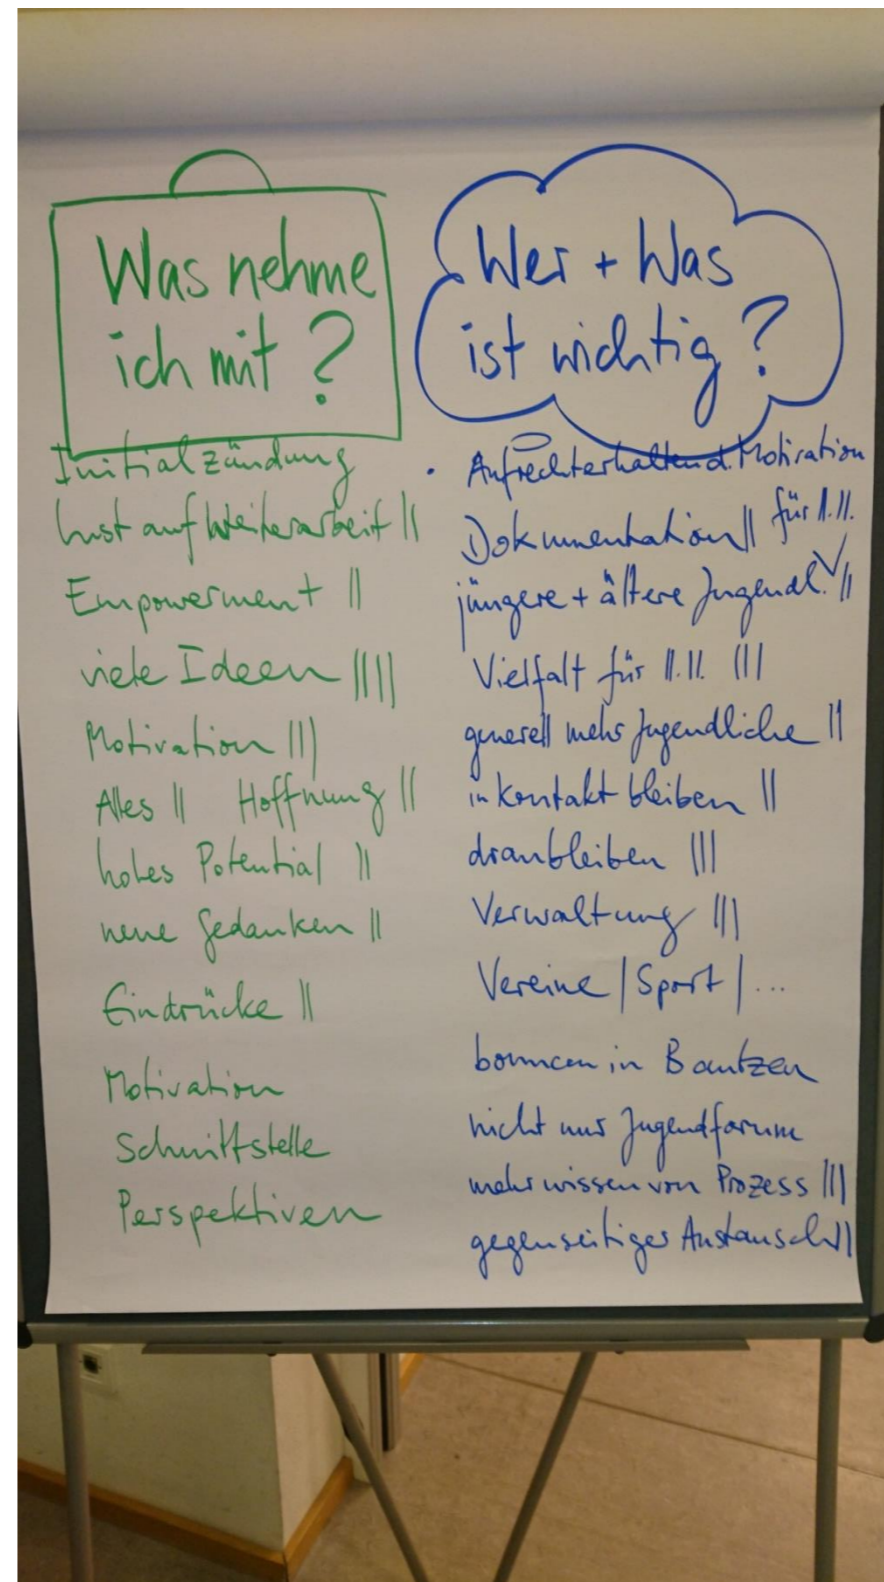 Was nehme
ich mit?
Initialzündung
Lust auf Weiterarbeit ||
Empowerment ||
viele Ideen ||||
Motivation |||
Alles || Hoffnung ||
hohes Potential ||
neue Gedanken ||
Eindrücke ||
Motivation
Schnittstelle
Perspektiven
Wer + Was
ist wichtig?
• Aufrechterhalten d. Motivation
Dokumentation || für 11.11.
jüngere + ältere Jugendl. ||
Vielfalt für 11.11. |||
generell mehr Jugendliche ||
in Kontakt bleiben ||
dranbleiben |||
Verwaltung |||
Vereine | Sport | ...
bouncen in Bautzen
nicht nur Jugendforum
mehr wissen von Prozess |||
gegenseitiger Austausch ||